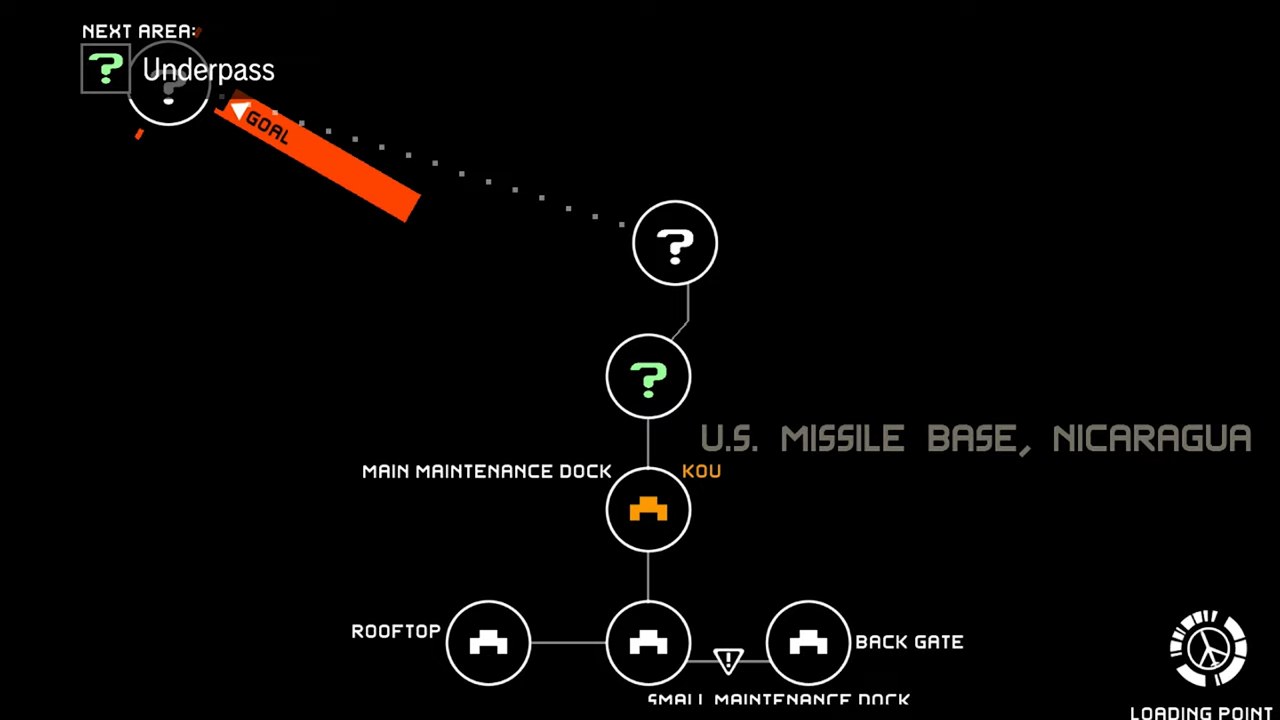 NEXT AREA:
? Underpass
?
GOAL
?
?
U.S. MISSILE BASE, NICARAGUA
MAIN MAINTENANCE DOCK
KOU
ROOFTOP
!
BACK GATE
SMALL MAINTENANCE DOCK
LOADING POINT